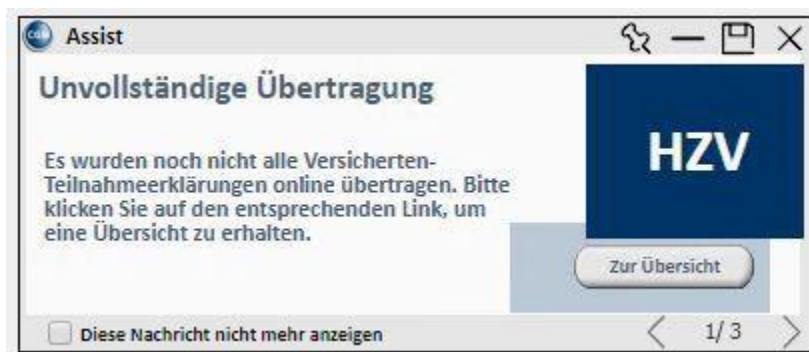 CGM Assist
Unvollständige Übertragung
HZV
Es wurden noch nicht alle Versicherten-
Teilnahmeerklärungen online übertragen. Bitte
klicken Sie auf den entsprechenden Link, um
eine Übersicht zu erhalten.
Zur Übersicht
Diese Nachricht nicht mehr anzeigen
1/ 3